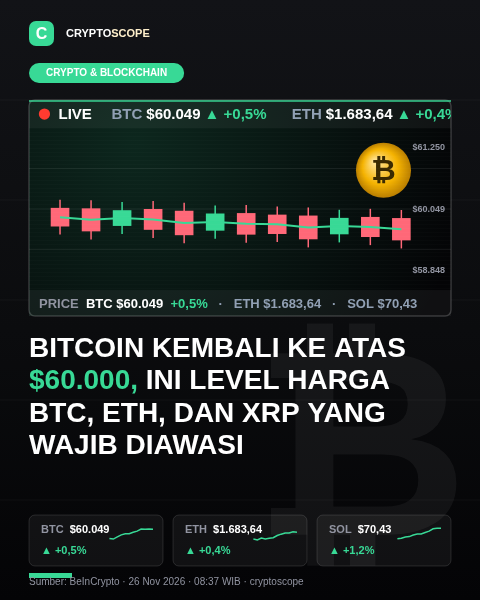 C CRYPTOSCOPE
CRYPTO & BLOCKCHAIN
LIVE BTC $60.049 ▲ +0,5% ETH $1.683,64 ▲ +0,4%
$61.250
₿
$60.049
$58.848
PRICE BTC $60.049 +0,5% · ETH $1.683,64 · SOL $70,43
BITCOIN KEMBALI KE ATAS
$60.000, INI LEVEL HARGA
BTC, ETH, DAN XRP YANG
WAJIB DIAWASI
BTC $60.049
▲ +0,5%
ETH $1.683,64
▲ +0,4%
SOL $70,43
▲ +1,2%
Sumber: BeInCrypto · 26 Nov 2026 · 08:37 WIB · cryptoscope